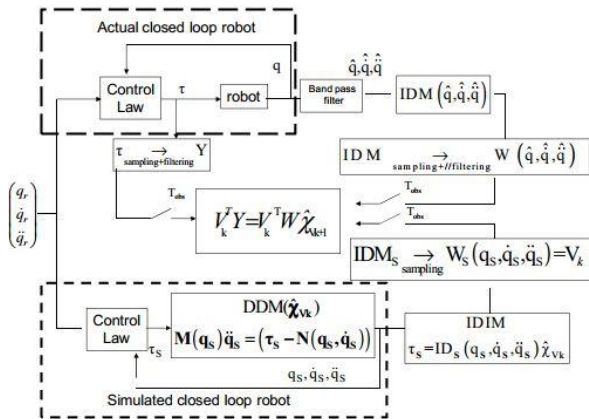 Actual closed loop robot
q
Control
Law
τ
robot
Band pass
filter
q̂, q̂̇, q̂̈
IDM (q̂, q̂̇, q̂̈)
τ → Y
sampling+filtering
IDM → W (q̂, q̂̇, q̂̈)
sampling+//filtering
T_obs
T_obs
T_obs
V_k^T Y=V_k^T W χ̂_Vk+1
(q_r
q̇_r
q̈_r)
IDM_S → W_S(q_S, q̇_S, q̈_S)=V_k
sampling
Control
Law
τ_S
DDM(χ̂_Vk)
M(q_S)q̈_S=(τ_S−N(q_S,q̇_S))
q_S, q̇_S, q̈_S
IDIM
τ_S=ID_S (q_S, q̇_S, q̈_S) χ̂_Vk
Simulated closed loop robot